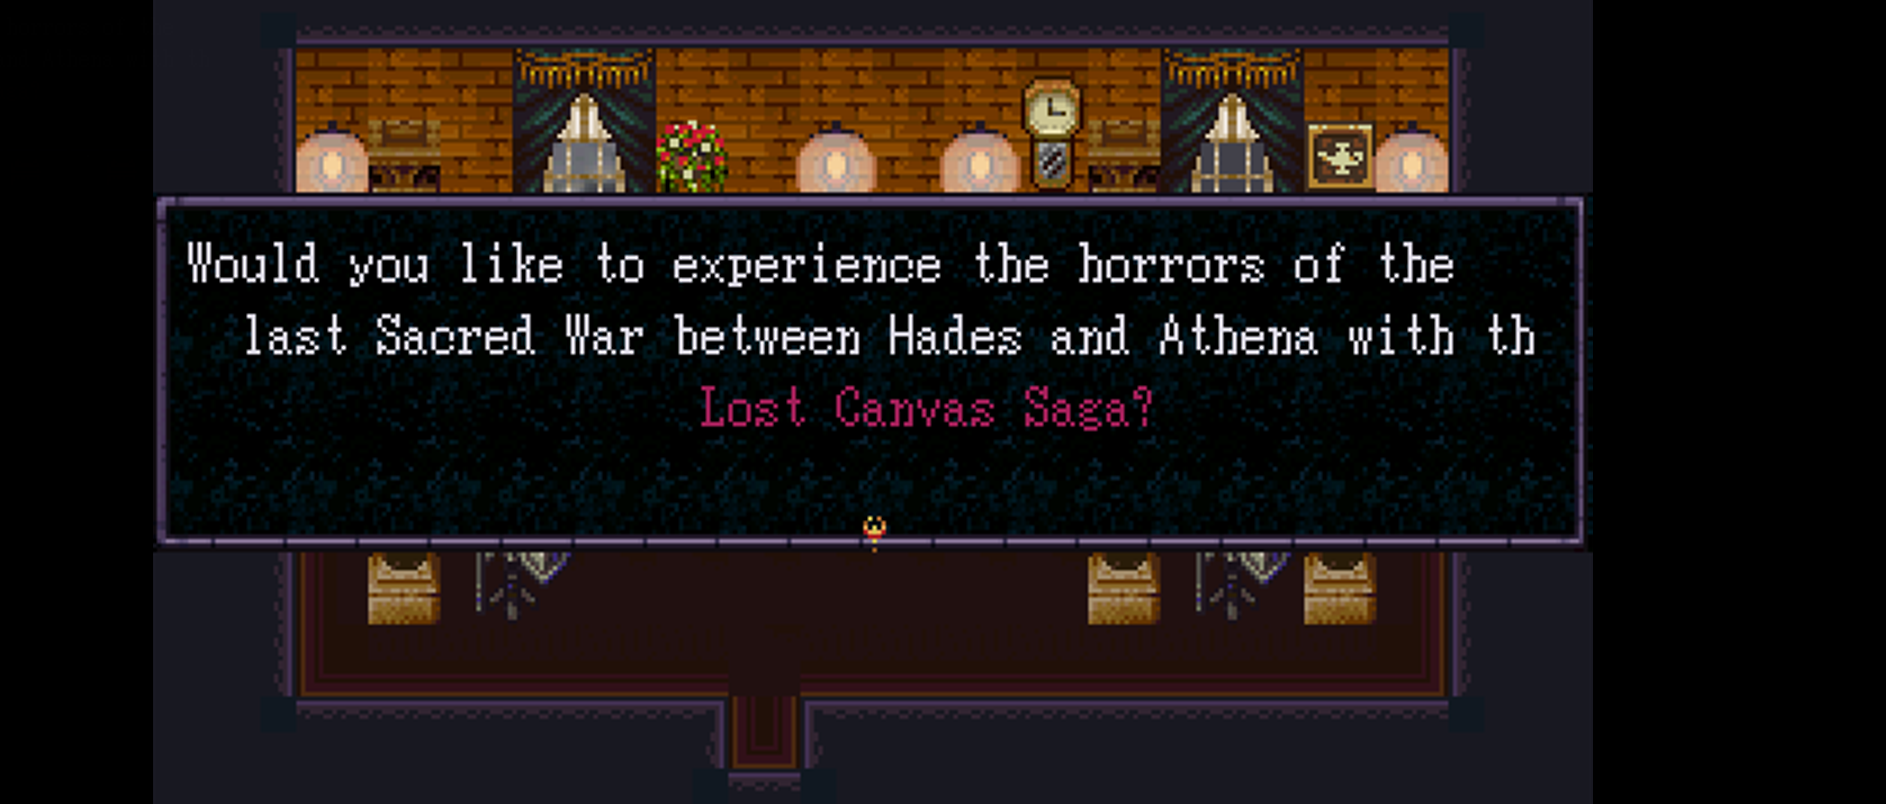 Would you like to experience the horrors of the
last Sacred War between Hades and Athena with th
Lost Canvas Saga?